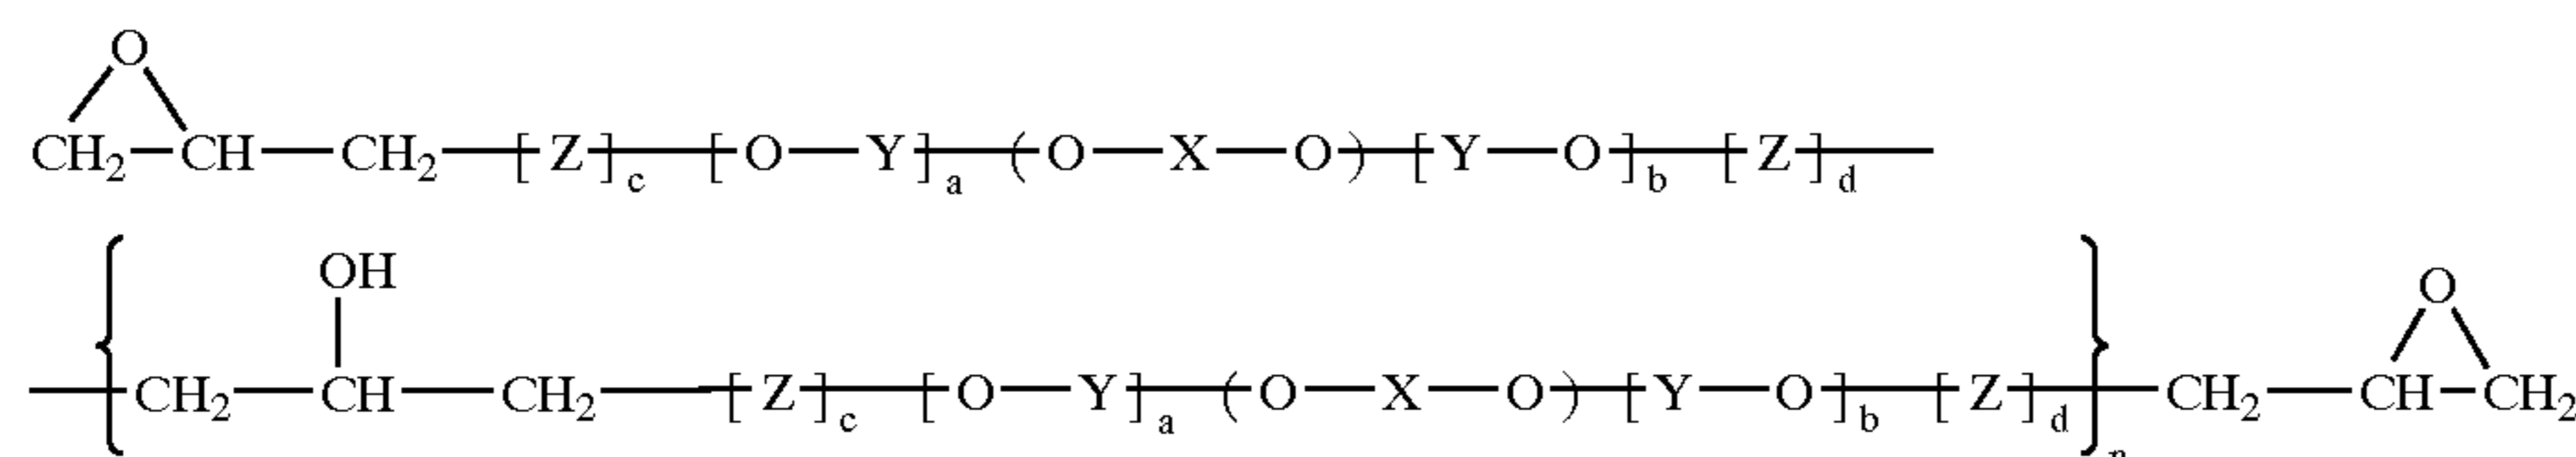 O
CH2—CH—CH2—[Z]c—[O—Y]a—(O—X—O)—[Y—O]b—[Z]d—
OH O
—{CH2—CH—CH2—[Z]c—[O—Y]a—(O—X—O)—[Y—O]b—[Z]d}n—CH2—CH—CH2